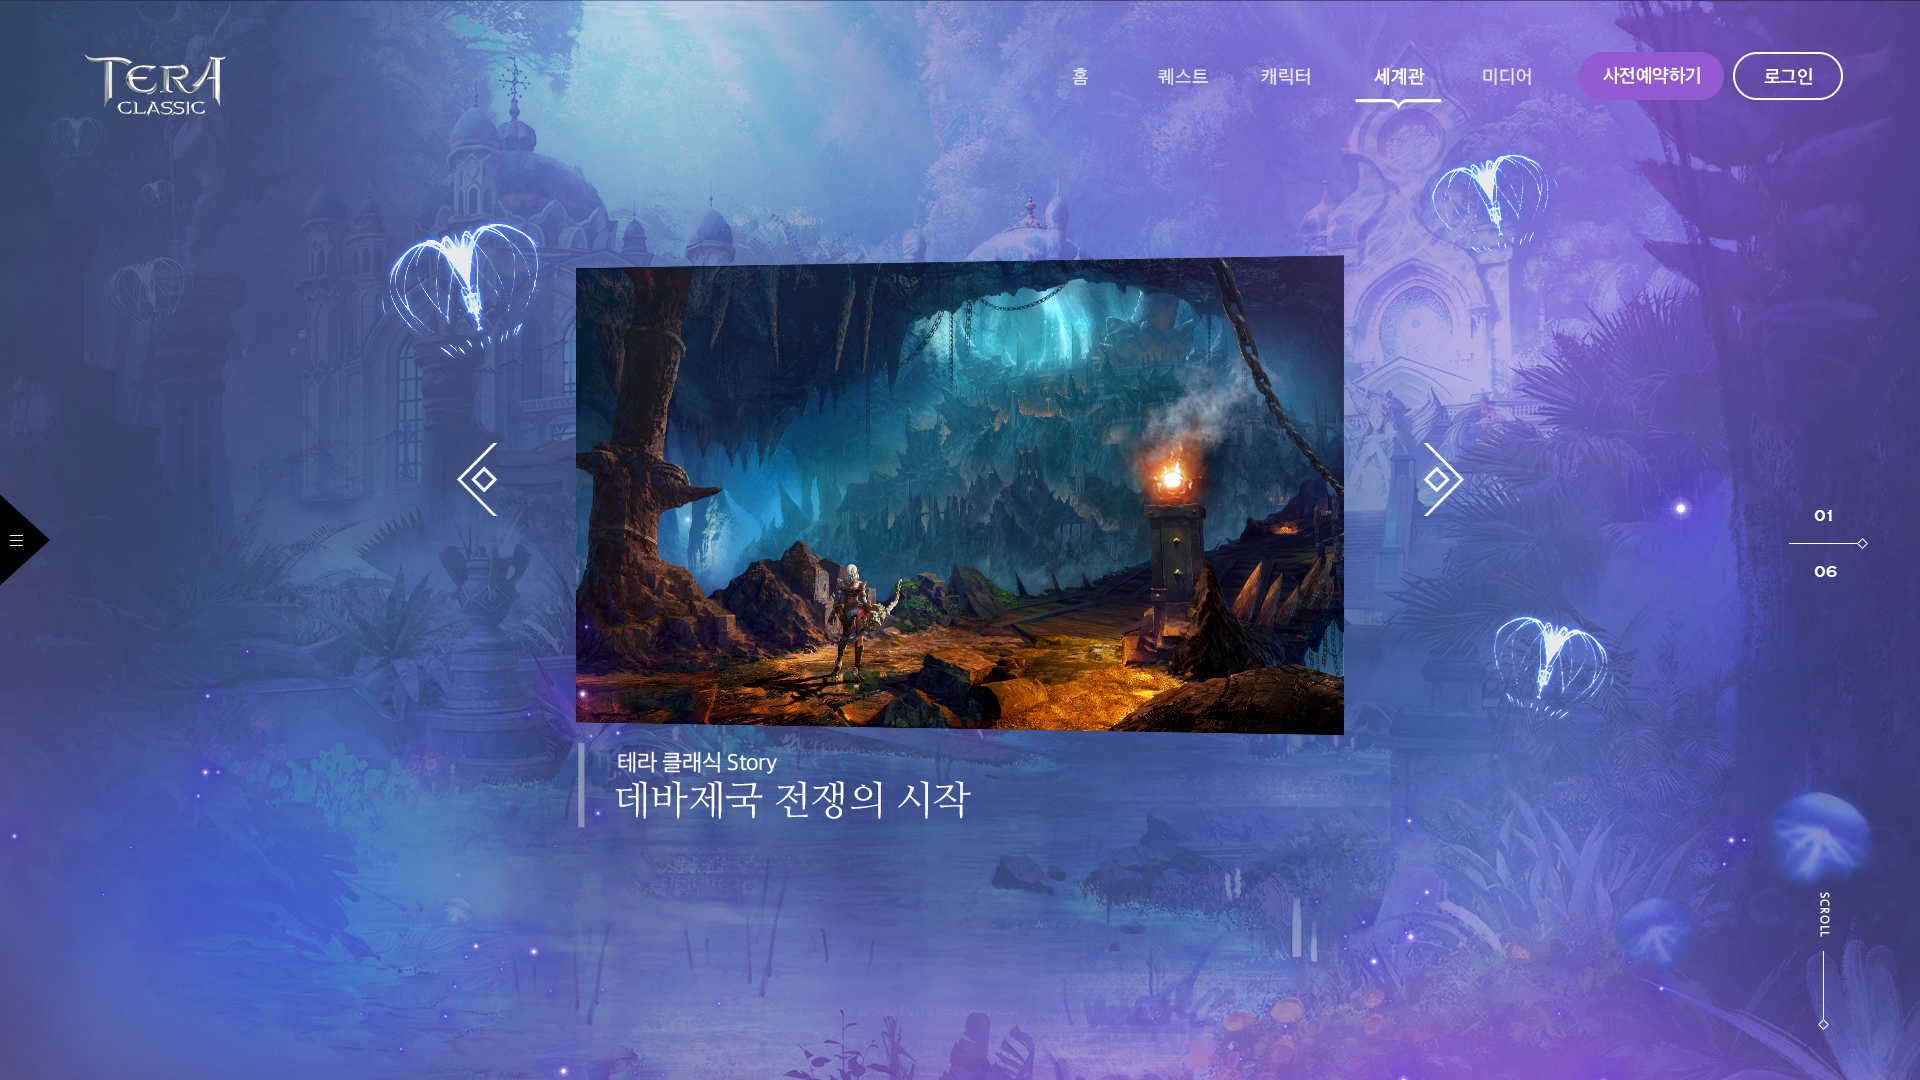 TERA
CLASSIC
홈
퀘스트
캐릭터
세계관
미디어
사전예약하기
로그인
01
06
테라 클래식 Story
데바제국 전쟁의 시작
SCROLL